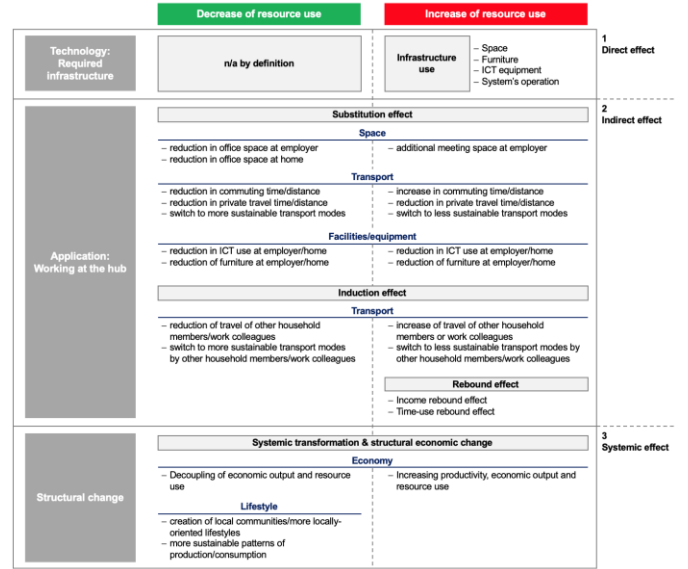 Decrease of resource use
Increase of resource use
Technology:
Required
infrastructure
n/a by definition
Infrastructure
use
– Space
– Furniture
– ICT equipment
– System's operation
1
Direct effect
2
Indirect effect
Substitution effect
Space
– reduction in office space at employer
– reduction in office space at home
– additional meeting space at employer
Transport
– reduction in commuting time/distance
– reduction in private travel time/distance
– switch to more sustainable transport modes
– increase in commuting time/distance
– reduction in private travel time/distance
– switch to less sustainable transport modes
Facilities/equipment
– reduction in ICT use at employer/home
– reduction of furniture at employer/home
– reduction in ICT use at employer/home
– reduction of furniture at employer/home
Application:
Working at the hub
Induction effect
Transport
– reduction of travel of other household
members/work colleagues
– switch to more sustainable transport modes
by other household members/work colleagues
– increase of travel of other household
members or work colleagues
– switch to less sustainable transport modes by
other household members/work colleagues
Rebound effect
– Income rebound effect
– Time-use rebound effect
3
Systemic effect
Structural change
Systemic transformation & structural economic change
Economy
– Decoupling of economic output and resource
use
– Increasing productivity, economic output and
resource use
Lifestyle
– creation of local communities/more locally-
oriented lifestyles
– more sustainable patterns of
production/consumption